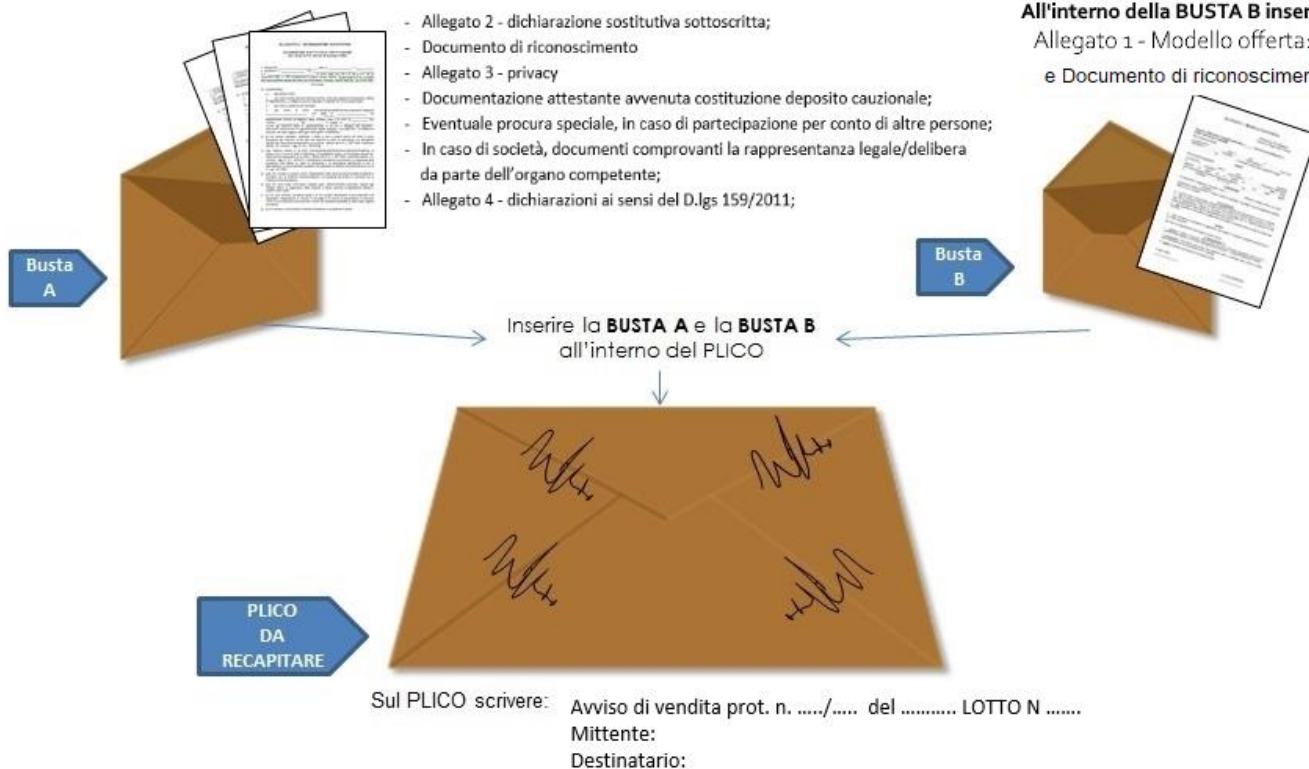 - Allegato 2 - dichiarazione sostitutiva sottoscritta;
- Documento di riconoscimento
- Allegato 3 - privacy
- Documentazione attestante avvenuta costituzione deposito cauzionale;
- Eventuale procura speciale, in caso di partecipazione per conto di altre persone;
- In caso di società, documenti comprovanti la rappresentanza legale/delibera
da parte dell'organo competente;
- Allegato 4 - dichiarazioni ai sensi del D.lgs 159/2011;
All'interno della BUSTA B inser
Allegato 1 - Modello offerta:
e Documento di riconoscimen
Busta
A
Busta
B
Inserire la BUSTA A e la BUSTA B
all'interno del PLICO
PLICO
DA
RECAPITARE
Sul PLICO scrivere:
Avviso di vendita prot. n. ...../..... del ........... LOTTO N .......
Mittente:
Destinatario: